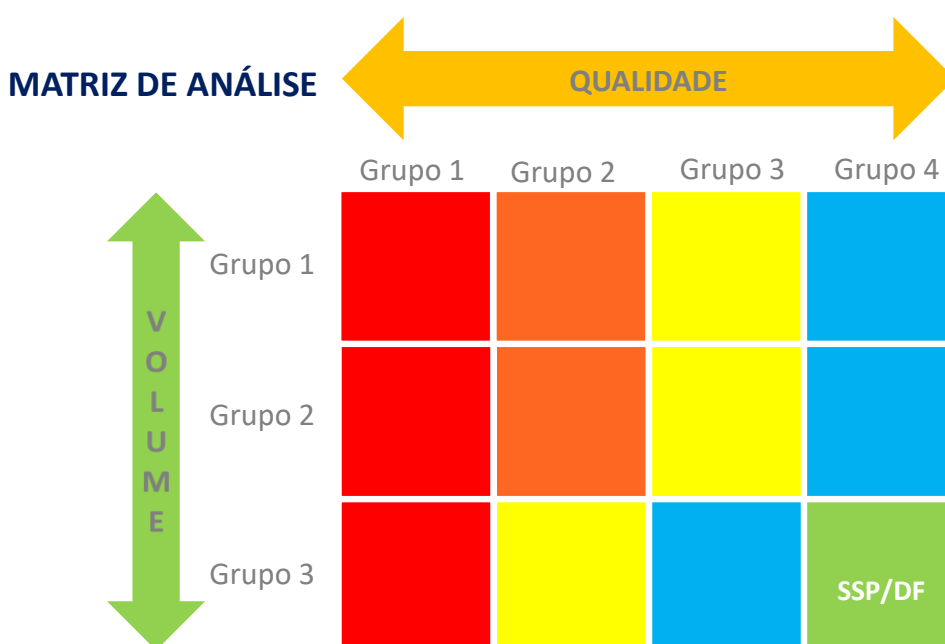 MATRIZ DE ANÁLISE
QUALIDADE
Grupo 1
Grupo 2
Grupo 3
Grupo 4
VOLUME
Grupo 1
Grupo 2
Grupo 3
SSP/DF